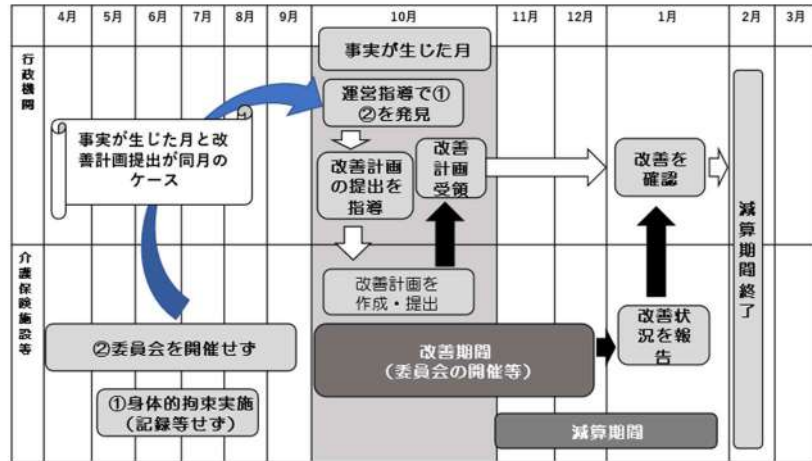 4月
5月
6月
7月
8月
9月
10月
11月
12月
1月
2月
3月
行政機関
事実が生じた月
運営指導で①
②を発見
事実が生じた月と改
善計画提出が同月の
ケース
改善計画
の提出を
指導
改善
計画
受領
改善を
確認
減算期間終了
介護保険施設等
改善計画を
作成・提出
②委員会を開催せず
改善期間
(委員会の開催等)
改善状
況を報
告
①身体的拘束実施
(記録等せず)
減算期間